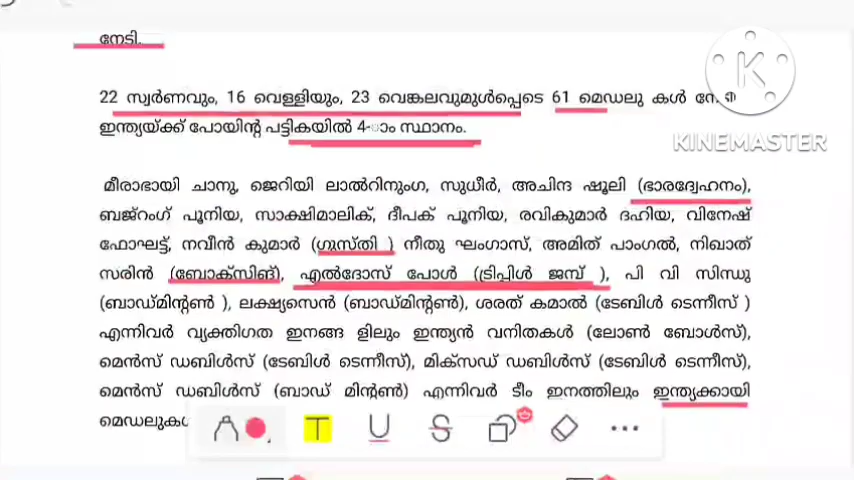 നേടി.
22 സ്വർണവും, 16 വെള്ളിയും, 23 വെങ്കലവുമുൾപ്പെടെ 61 മെഡലു കൾ
ഇന്ത്യയ്ക്ക് പോയിന്റ പട്ടികയിൽ 4-ാം സ്ഥാനം.
മീരാഭായി ചാനു, ജെറിയി ലാൽറിനുംഗ, സുധീർ, അചിന്ദ ഷൂലി (ഭാരദ്വേഹനം),
ബജ്റംഗ് പൂനിയ, സാക്ഷിമാലിക്, ദീപക് പൂനിയ, രവികുമാർ ദഹിയ, വിനേഷ്
ഫോഘട്ട്, നവീൻ കുമാർ (ഗുസ്തി ) നീതു ഘംഗാസ്, അമിത് പാംഗൽ, നിഖാത്
സരിൻ (ബോക്സിങ്), എൽദോസ് പോൾ (ട്രിപ്പിൾ ജമ്പ് ), പി വി സിന്ധു
(ബാഡ്മിന്റൺ ), ലക്ഷ്യസെൻ (ബാഡ്മിന്റൺ), ശരത് കമാൽ (ടേബിൾ ടെന്നീസ് )
എന്നിവർ വ്യക്തിഗത ഇനങ്ങ ളിലും ഇന്ത്യൻ വനിതകൾ (ലോൺ ബോൾസ്),
മെൻസ് ഡബിൾസ് (ടേബിൾ ടെന്നീസ്), മിക്സഡ് ഡബിൾസ് (ടേബിൾ ടെന്നീസ്),
മെൻസ് ഡബിൾസ് (ബാഡ് മിന്റൺ) എന്നിവർ ടീം ഇനത്തിലും ഇന്ത്യക്കായി
KINEMASTER